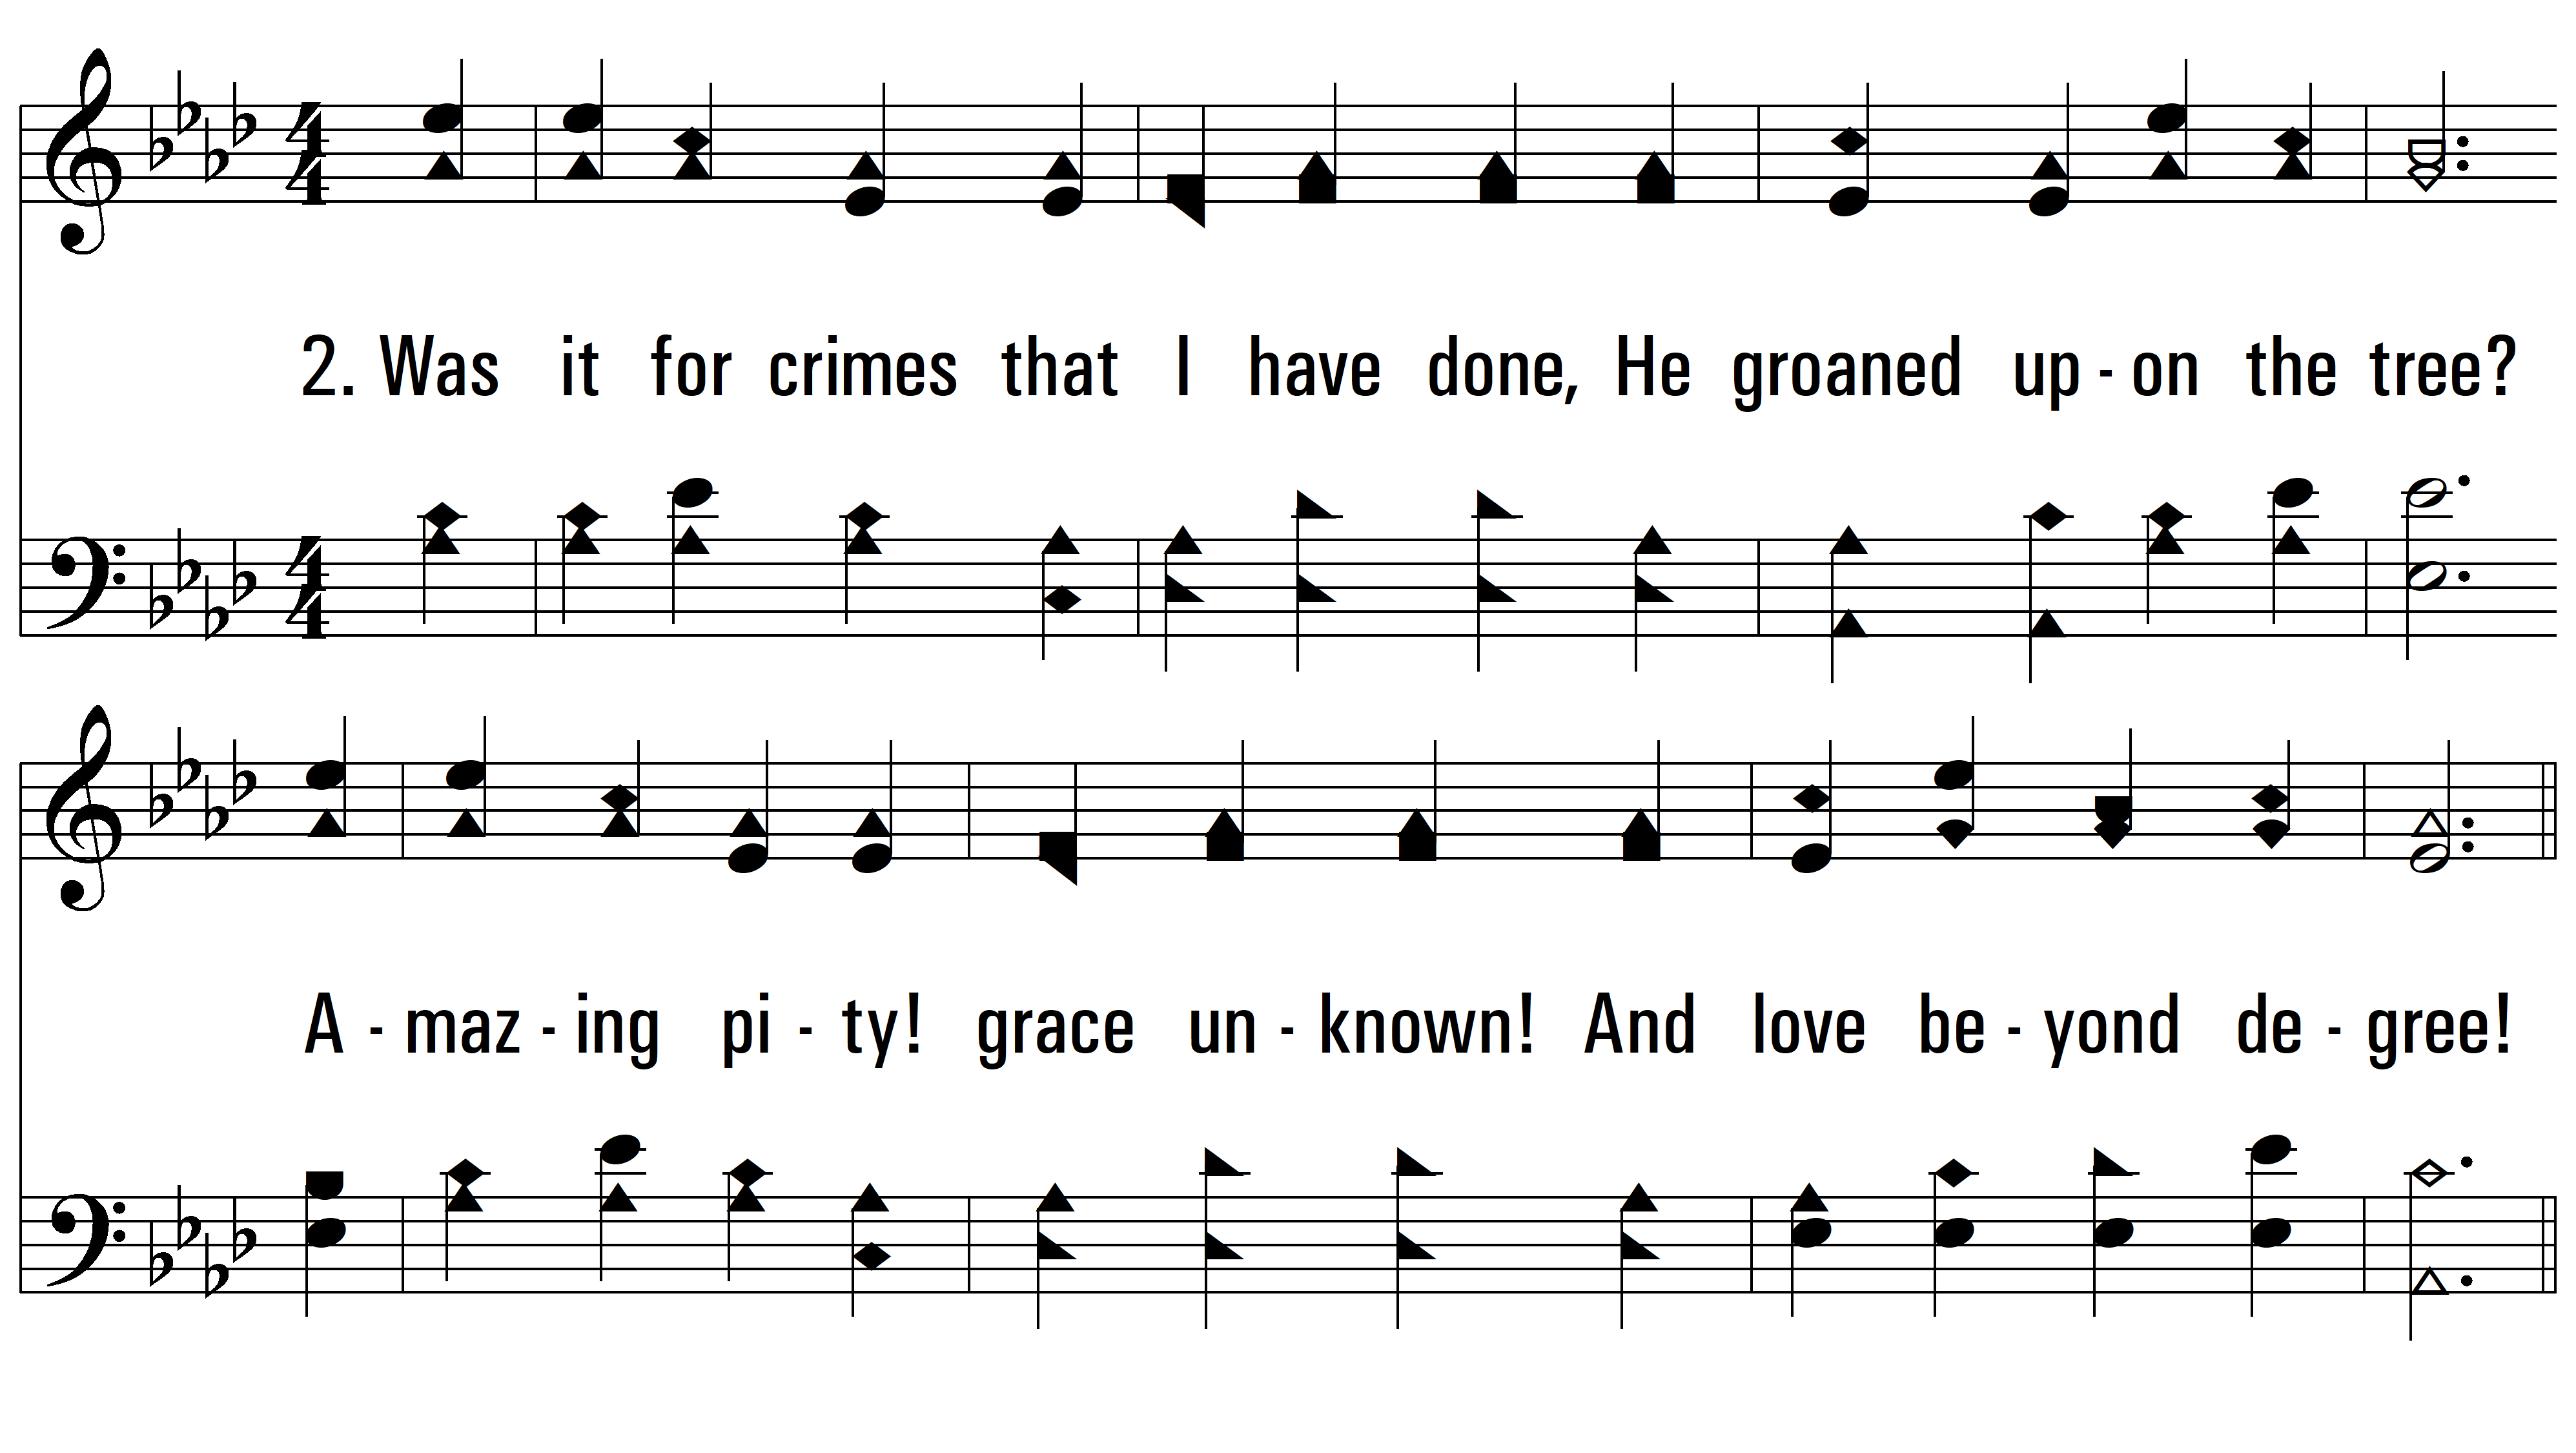 2. Was it for crimes that I have done, He groaned up - on the tree?
A - maz - ing pi - ty! grace un - known! And love be - yond de - gree!